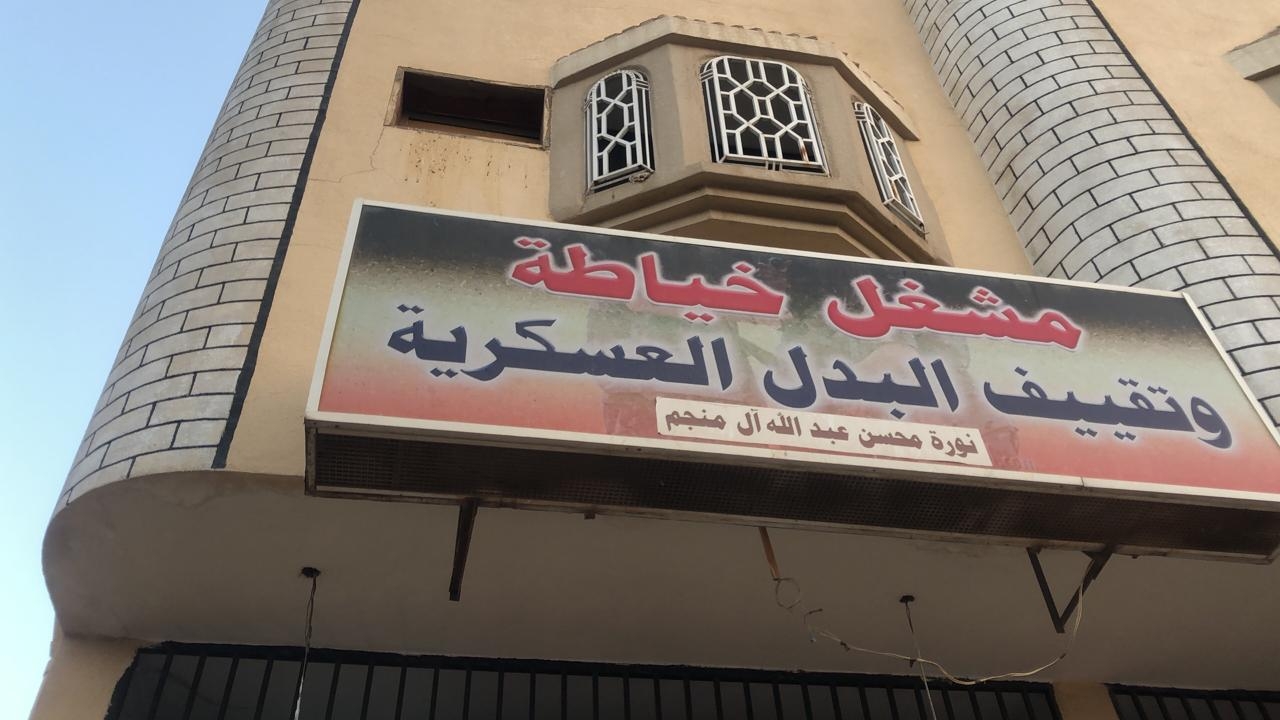 مشغل خياطة
وتقييف البدل العسكرية
نورة محسن عبد الله آل منجم